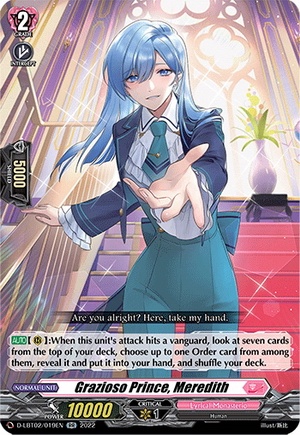 2
GRADE
INTERCEPT
5000
SHIELD
Are you alright? Here, take my hand.
AUTO【 】:When this unit's attack hits a vanguard, look at seven cards
from the top of your deck, choose up to one Order card from among
them, reveal it and put it into your hand, and shuffle your deck.
NORMAL UNIT
Grazioso Prince, Meredith
D-LBT02/019EN RR 2022
POWER 10000
CRITICAL 1
Lyrical Monasterio
Human